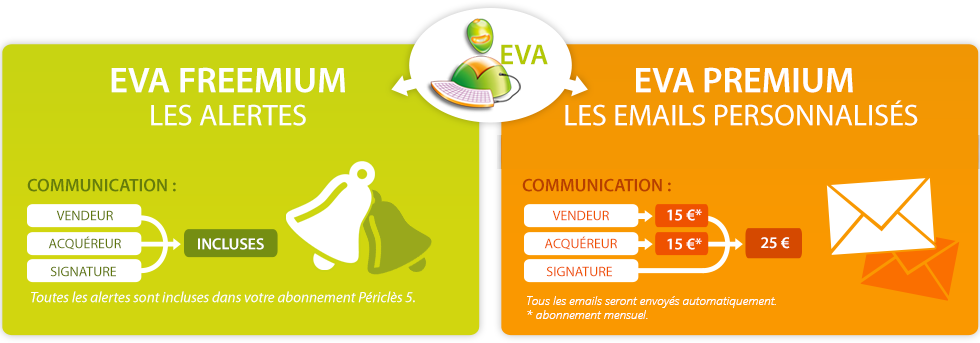 EVA
EVA FREEMIUM
LES ALERTES
COMMUNICATION :
VENDEUR
ACQUÉREUR
SIGNATURE
INCLUSES
Toutes les alertes sont incluses dans votre abonnement Périclès 5.
EVA PREMIUM
LES EMAILS PERSONNALISÉS
COMMUNICATION :
VENDEUR 15 €*
ACQUÉREUR 15 €* 25 €
SIGNATURE
Tous les emails seront envoyés automatiquement.
* abonnement mensuel.